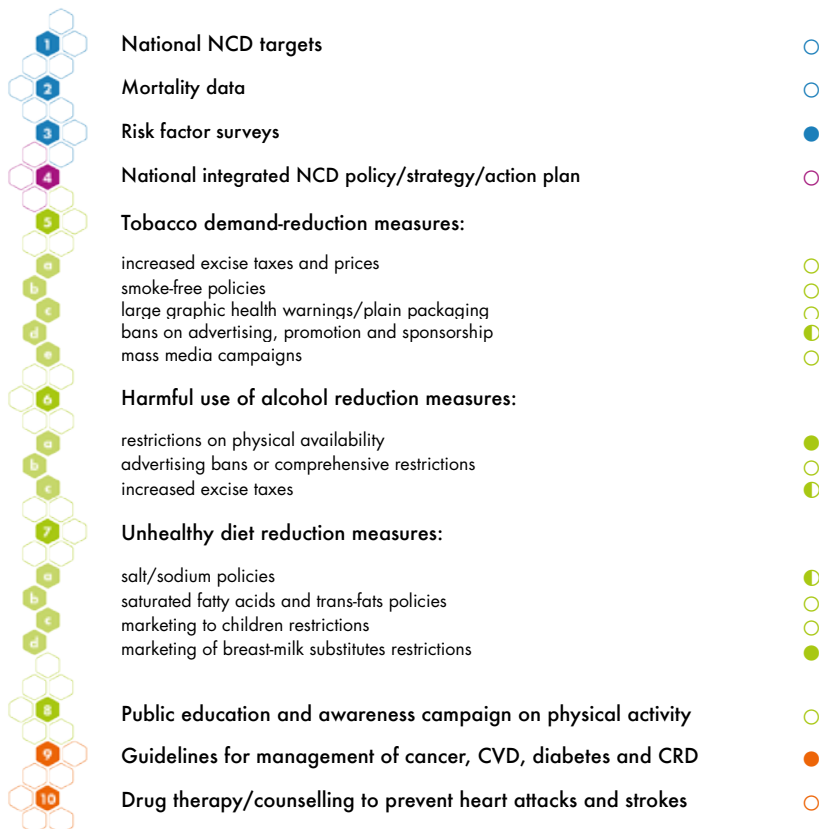 1 National NCD targets
2 Mortality data
3 Risk factor surveys
4 National integrated NCD policy/strategy/action plan
5 Tobacco demand-reduction measures:
a increased excise taxes and prices
b smoke-free policies
c large graphic health warnings/plain packaging
d bans on advertising, promotion and sponsorship
e mass media campaigns
6 Harmful use of alcohol reduction measures:
a restrictions on physical availability
b advertising bans or comprehensive restrictions
c increased excise taxes
7 Unhealthy diet reduction measures:
a salt/sodium policies
b saturated fatty acids and trans-fats policies
c marketing to children restrictions
d marketing of breast-milk substitutes restrictions
8 Public education and awareness campaign on physical activity
9 Guidelines for management of cancer, CVD, diabetes and CRD
10 Drug therapy/counselling to prevent heart attacks and strokes